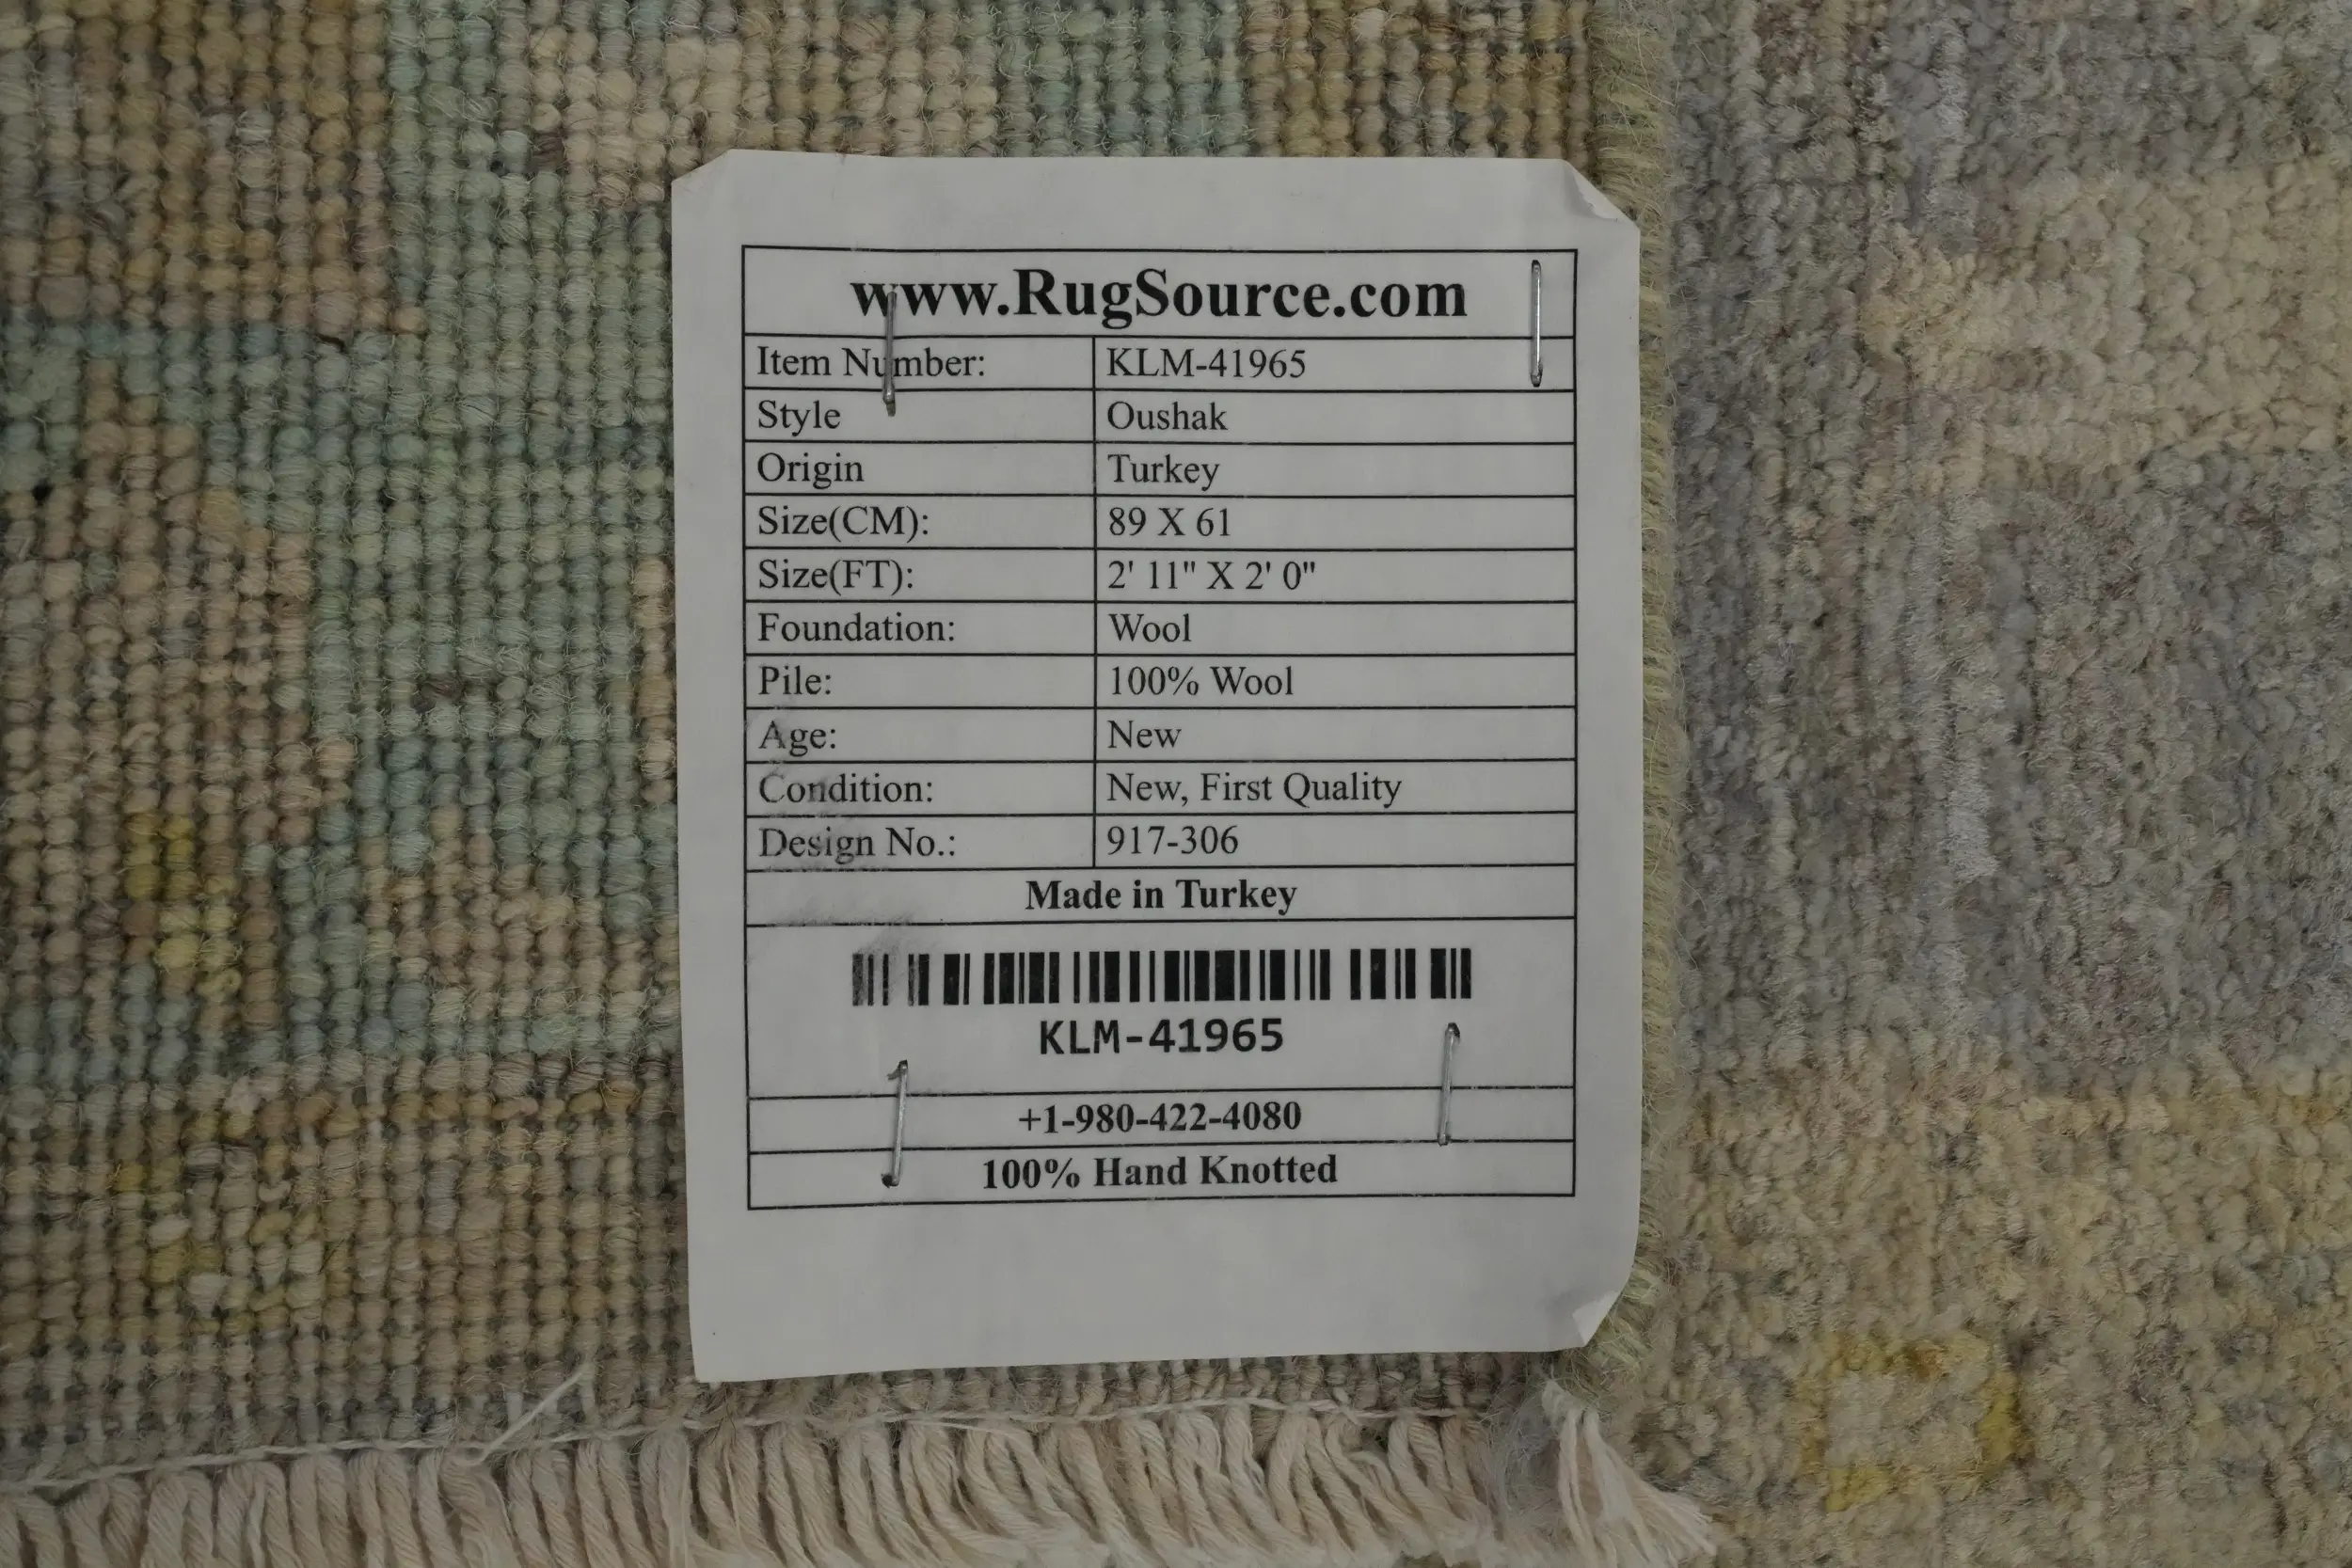 www.RugSource.com
Item Number: KLM-41965
Style Oushak
Origin Turkey
Size(CM): 89 X 61
Size(FT): 2' 11" X 2' 0"
Foundation: Wool
Pile: 100% Wool
Age: New
Condition: New, First Quality
Design No.: 917-306
Made in Turkey
KLM-41965
+1-980-422-4080
100% Hand Knotted